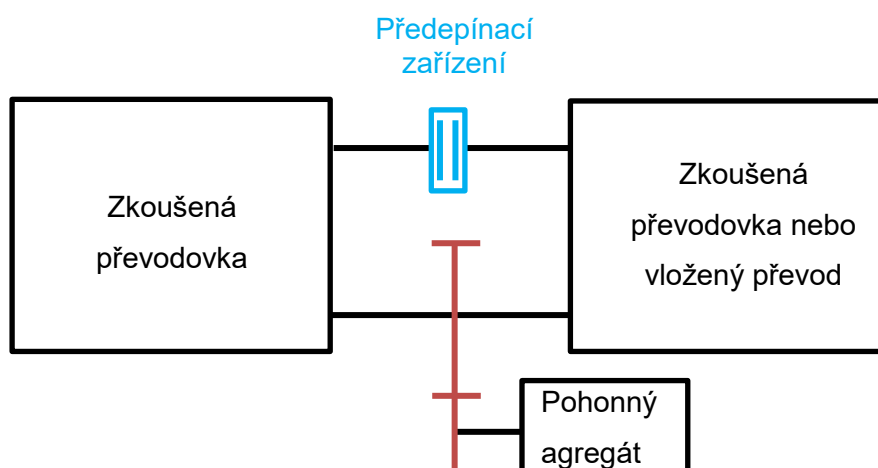 Předepínací
zařízení
Zkoušená
převodovka
Zkoušená
převodovka nebo
vložený převod
Pohonný
agregát